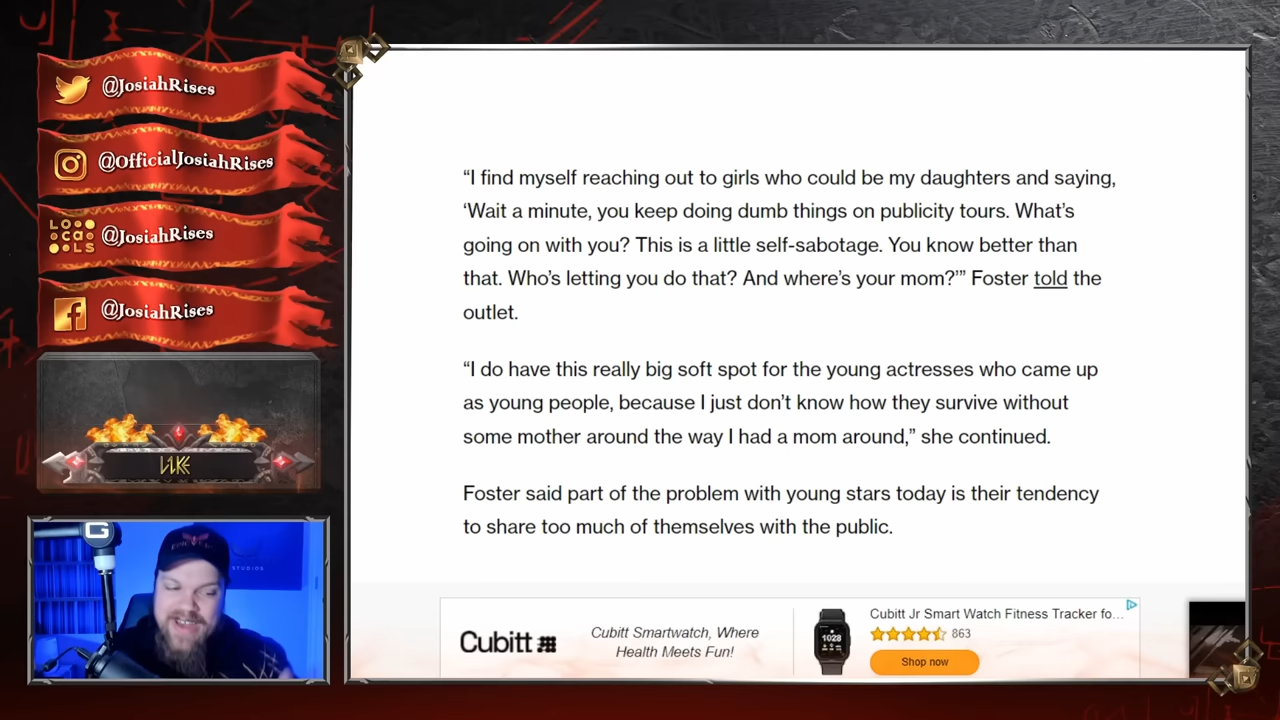 @JosiahRises
@OfficialJosiahRises
LOCALS
@JosiahRises
@JosiahRises
LIKE
G
STUDIOS
“I find myself reaching out to girls who could be my daughters and saying,
‘Wait a minute, you keep doing dumb things on publicity tours. What’s
going on with you? This is a little self-sabotage. You know better than
that. Who’s letting you do that? And where’s your mom?’” Foster told the
outlet.
“I do have this really big soft spot for the young actresses who came up
as young people, because I just don’t know how they survive without
some mother around the way I had a mom around,” she continued.
Foster said part of the problem with young stars today is their tendency
to share too much of themselves with the public.
Cubitt
Cubitt Smartwatch, Where
Health Meets Fun!
1028
Cubitt Jr Smart Watch Fitness Tracker fo...
863
Shop now